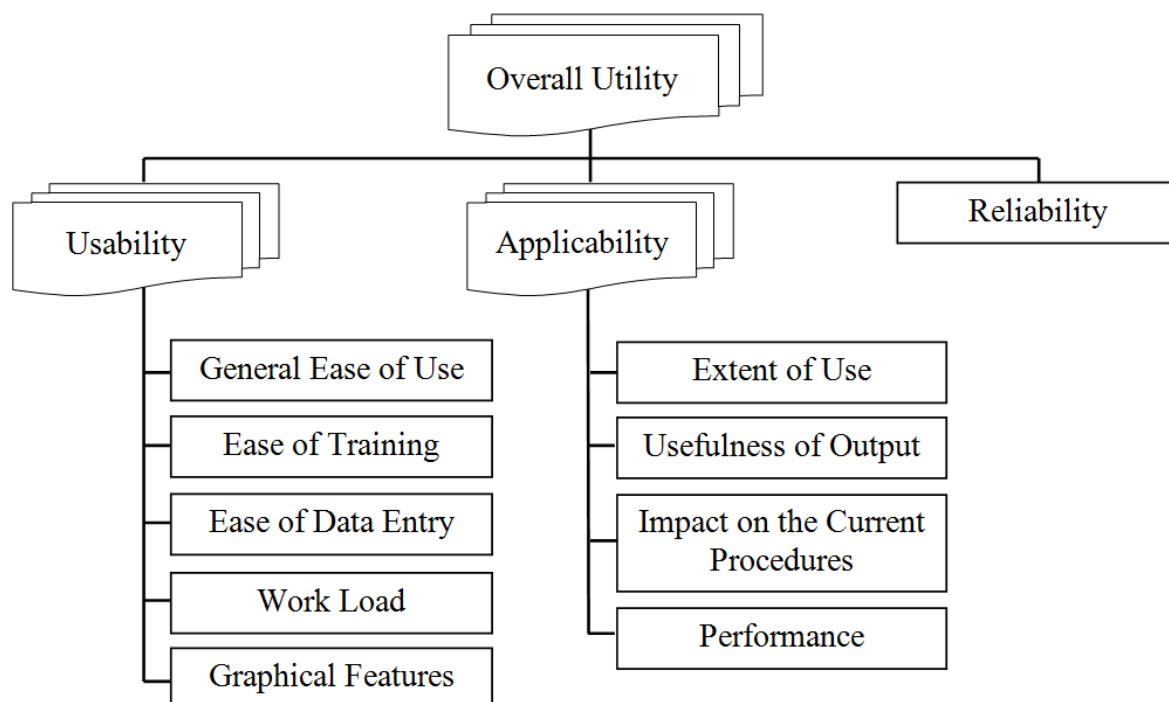 Overall Utility
Usability
Applicability
Reliability
General Ease of Use
Ease of Training
Ease of Data Entry
Work Load
Graphical Features
Extent of Use
Usefulness of Output
Impact on the Current
Procedures
Performance